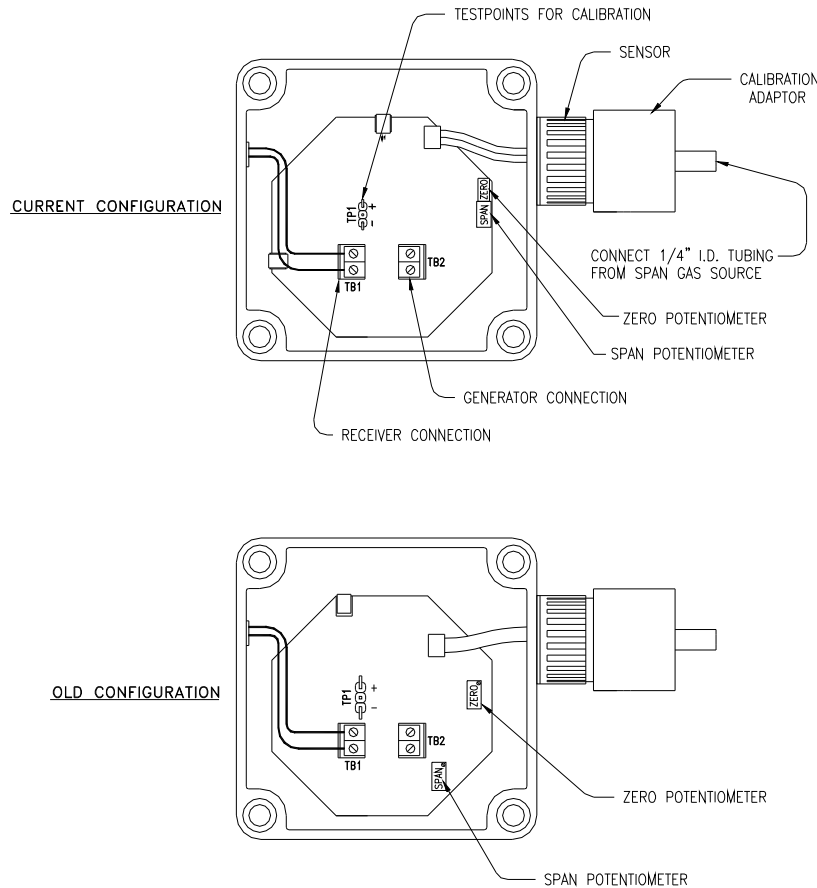 TESTPOINTS FOR CALIBRATION
SENSOR
CALIBRATION
ADAPTOR
CURRENT CONFIGURATION
TP1
+
-
ZERO
SPAN
TB1
TB2
CONNECT 1/4" I.D. TUBING
FROM SPAN GAS SOURCE
ZERO POTENTIOMETER
SPAN POTENTIOMETER
GENERATOR CONNECTION
RECEIVER CONNECTION
OLD CONFIGURATION
TP1
+
-
ZERO
TB1
TB2
SPAN
ZERO POTENTIOMETER
SPAN POTENTIOMETER